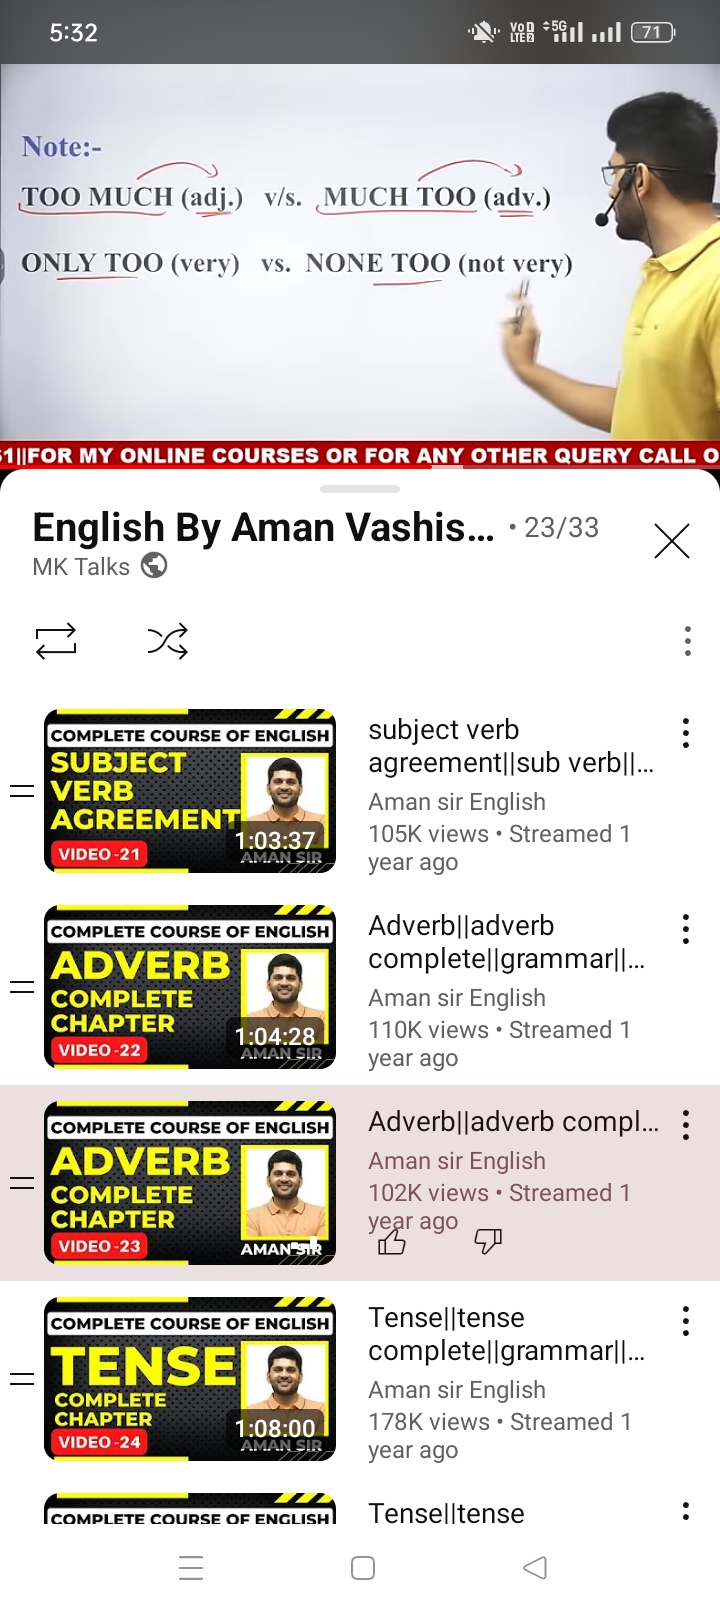 5:32
VoD
LTE2
5G
71
Note:-
TOO MUCH (adj.) v/s. MUCH TOO (adv.)
ONLY TOO (very) vs. NONE TOO (not very)
1||FOR MY ONLINE COURSES OR FOR ANY OTHER QUERY CALL O
English By Aman Vashis... • 23/33
MK Talks
COMPLETE COURSE OF ENGLISH
SUBJECT
VERB
AGREEMENT
VIDEO -21
1:03:37
AMAN SIR
subject verb
agreement||sub verb||...
Aman sir English
105K views • Streamed 1
year ago
COMPLETE COURSE OF ENGLISH
ADVERB
COMPLETE
CHAPTER
VIDEO -22
1:04:28
AMAN SIR
Adverb||adverb
complete||grammar||...
Aman sir English
110K views • Streamed 1
year ago
COMPLETE COURSE OF ENGLISH
ADVERB
COMPLETE
CHAPTER
VIDEO -23
AMAN SIR
Adverb||adverb compl...
Aman sir English
102K views • Streamed 1
year ago
COMPLETE COURSE OF ENGLISH
TENSE
COMPLETE
CHAPTER
VIDEO -24
1:08:00
AMAN SIR
Tense||tense
complete||grammar||...
Aman sir English
178K views • Streamed 1
year ago
COMPLETE COURSE OF ENGLISH
Tense||tense